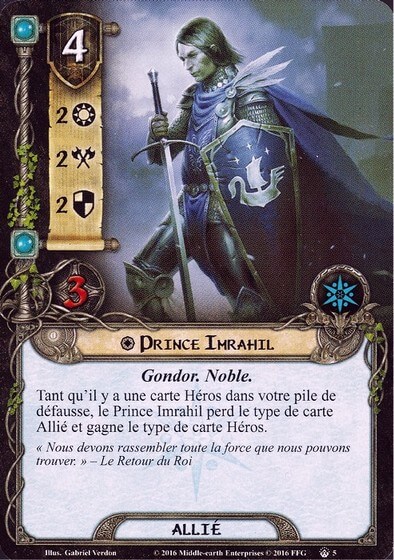 4
2
2
2
3
PRINCE IMRAHIL
Gondor. Noble.
Tant qu'il y a une carte Héros dans votre pile de
défausse, le Prince Imrahil perd le type de carte
Allié et gagne le type de carte Héros.
« Nous devons rassembler toute la force que nous pouvons
trouver. » – Le Retour du Roi
ALLIÉ
Illus. Gabriel Verdon © 2016 Middle-earth Enterprises © 2016 FFG 5